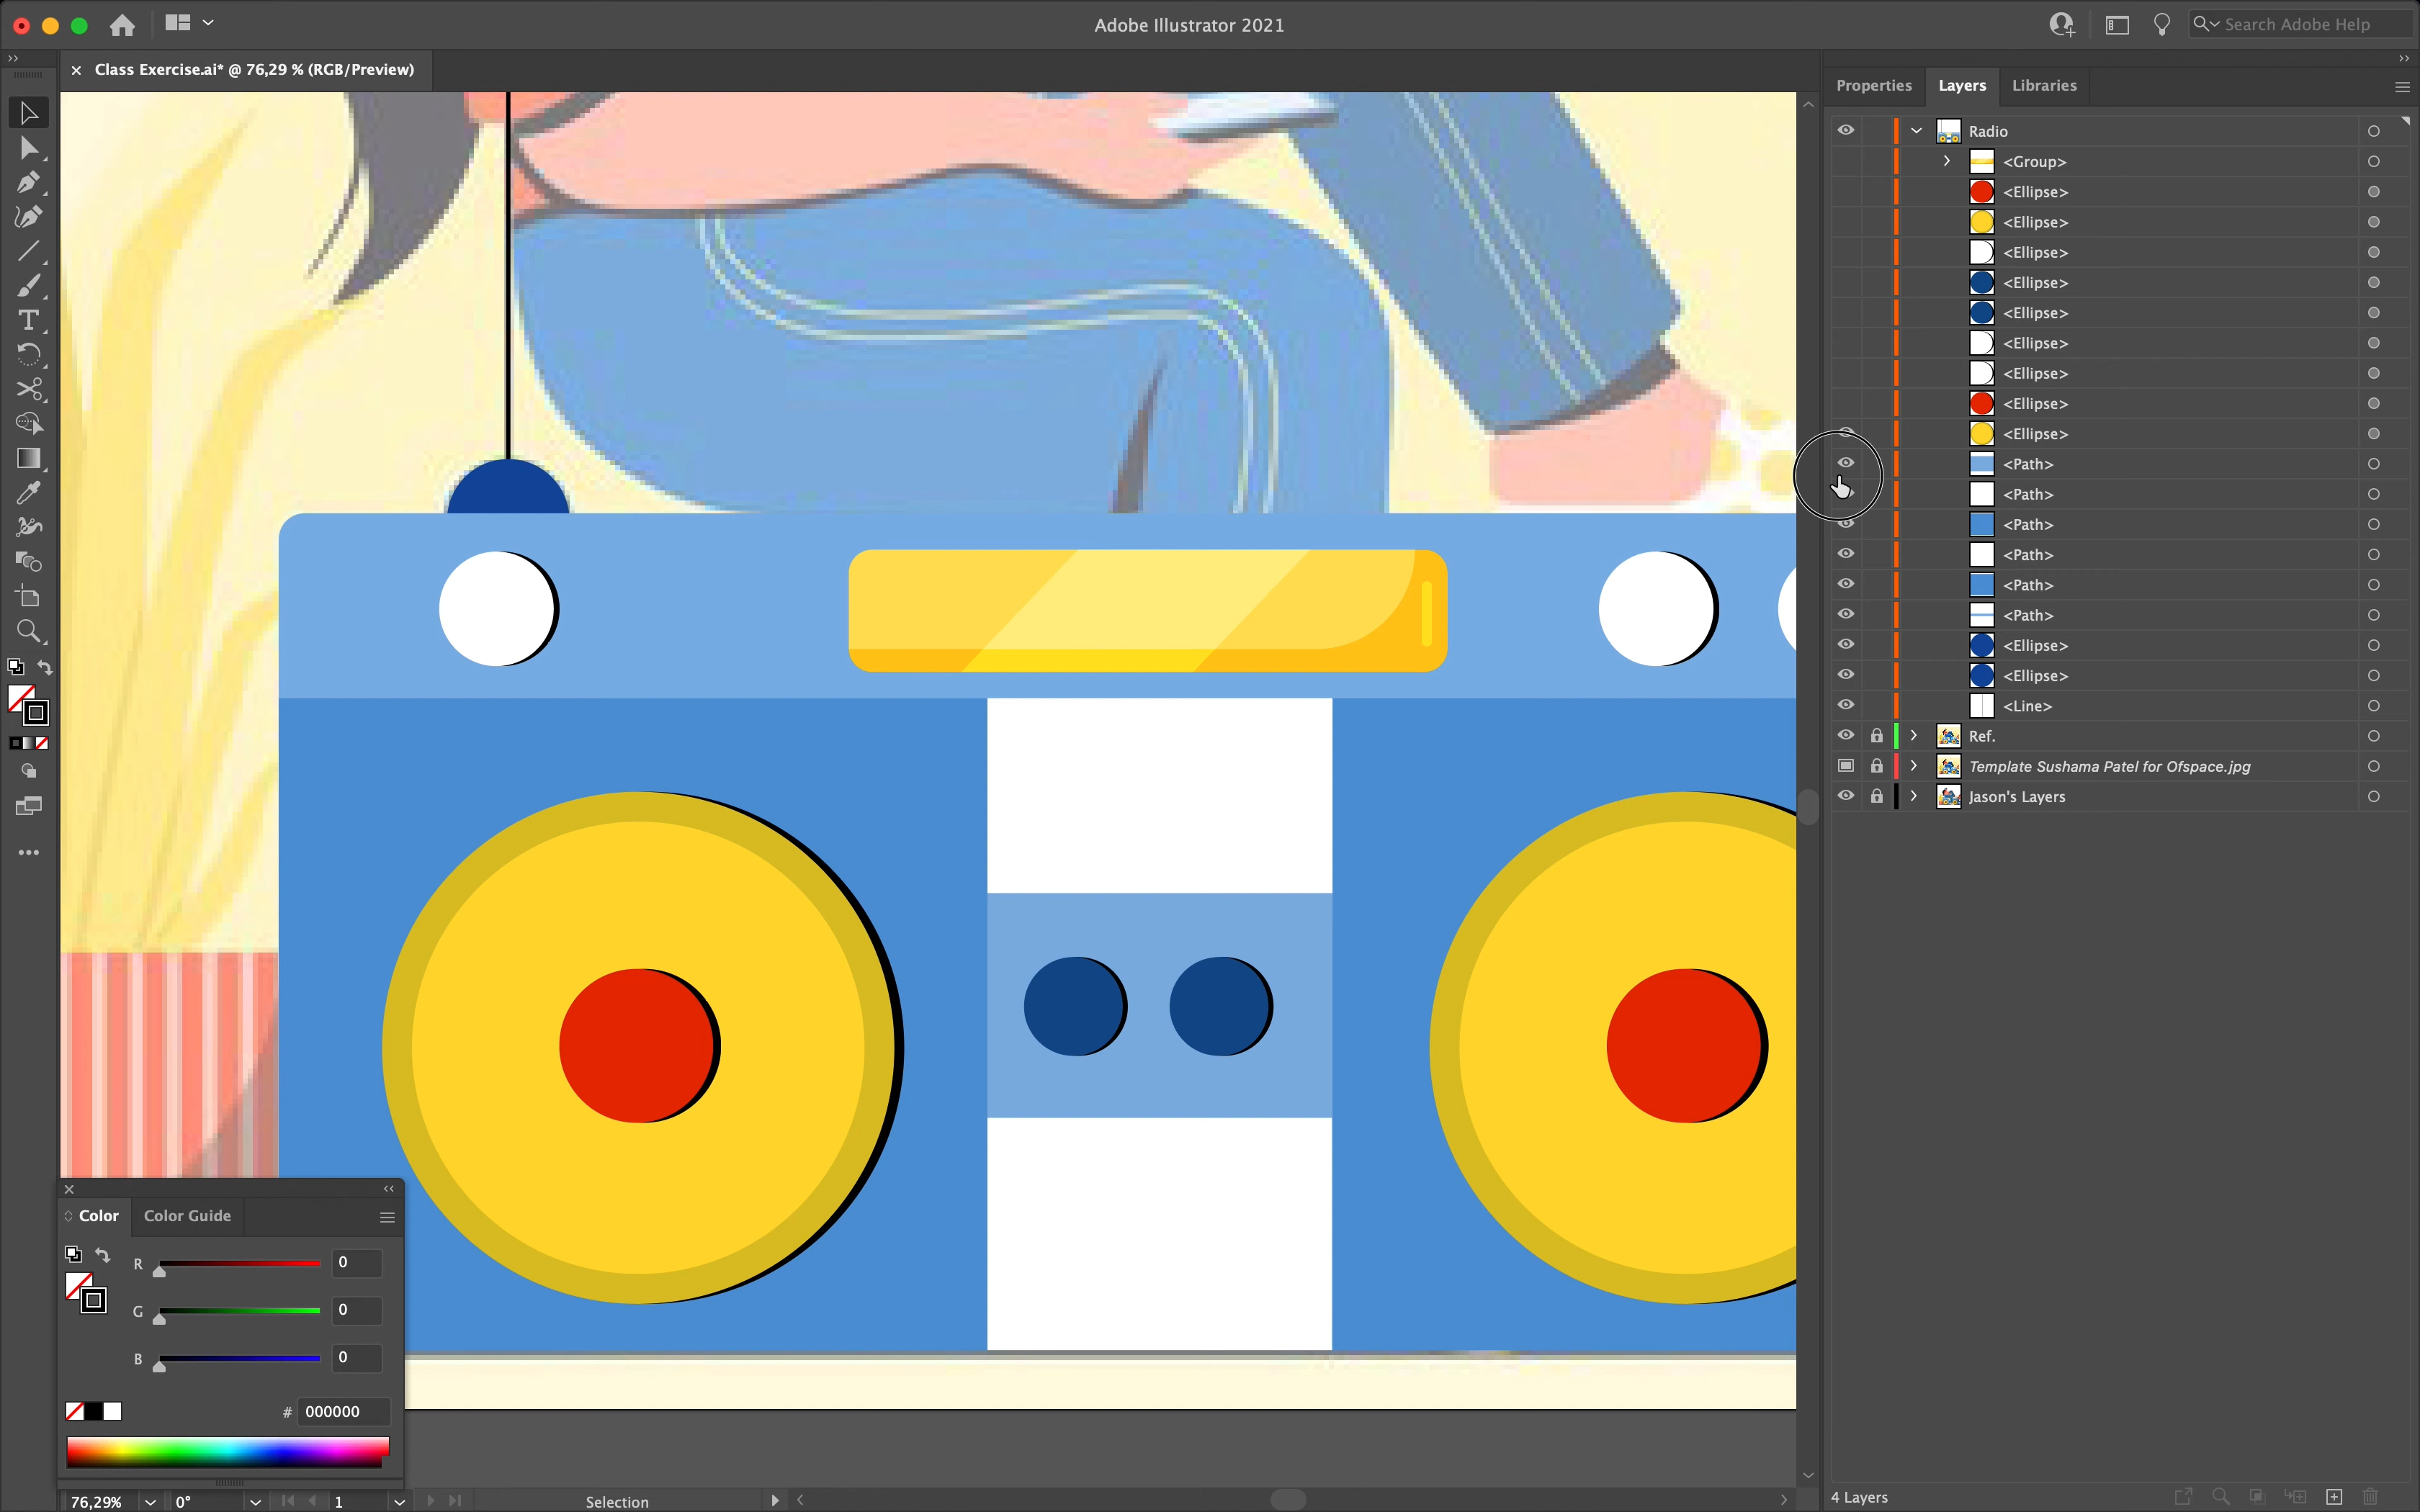 Adobe Illustrator 2021
Search Adobe Help
Class Exercise.ai* @ 76,29 % (RGB/Preview)
Properties
Layers
Libraries
Radio
<Group>
<Ellipse>
<Ellipse>
<Ellipse>
<Ellipse>
<Ellipse>
<Ellipse>
<Ellipse>
<Ellipse>
<Ellipse>
<Path>
<Path>
<Path>
<Path>
<Path>
<Path>
<Ellipse>
<Ellipse>
<Line>
Ref.
Template Sushama Patel for Ofspace.jpg
Jason's Layers
Color
Color Guide
R 0
G 0
B 0
# 000000
76,29%
0°
1
Selection
4 Layers